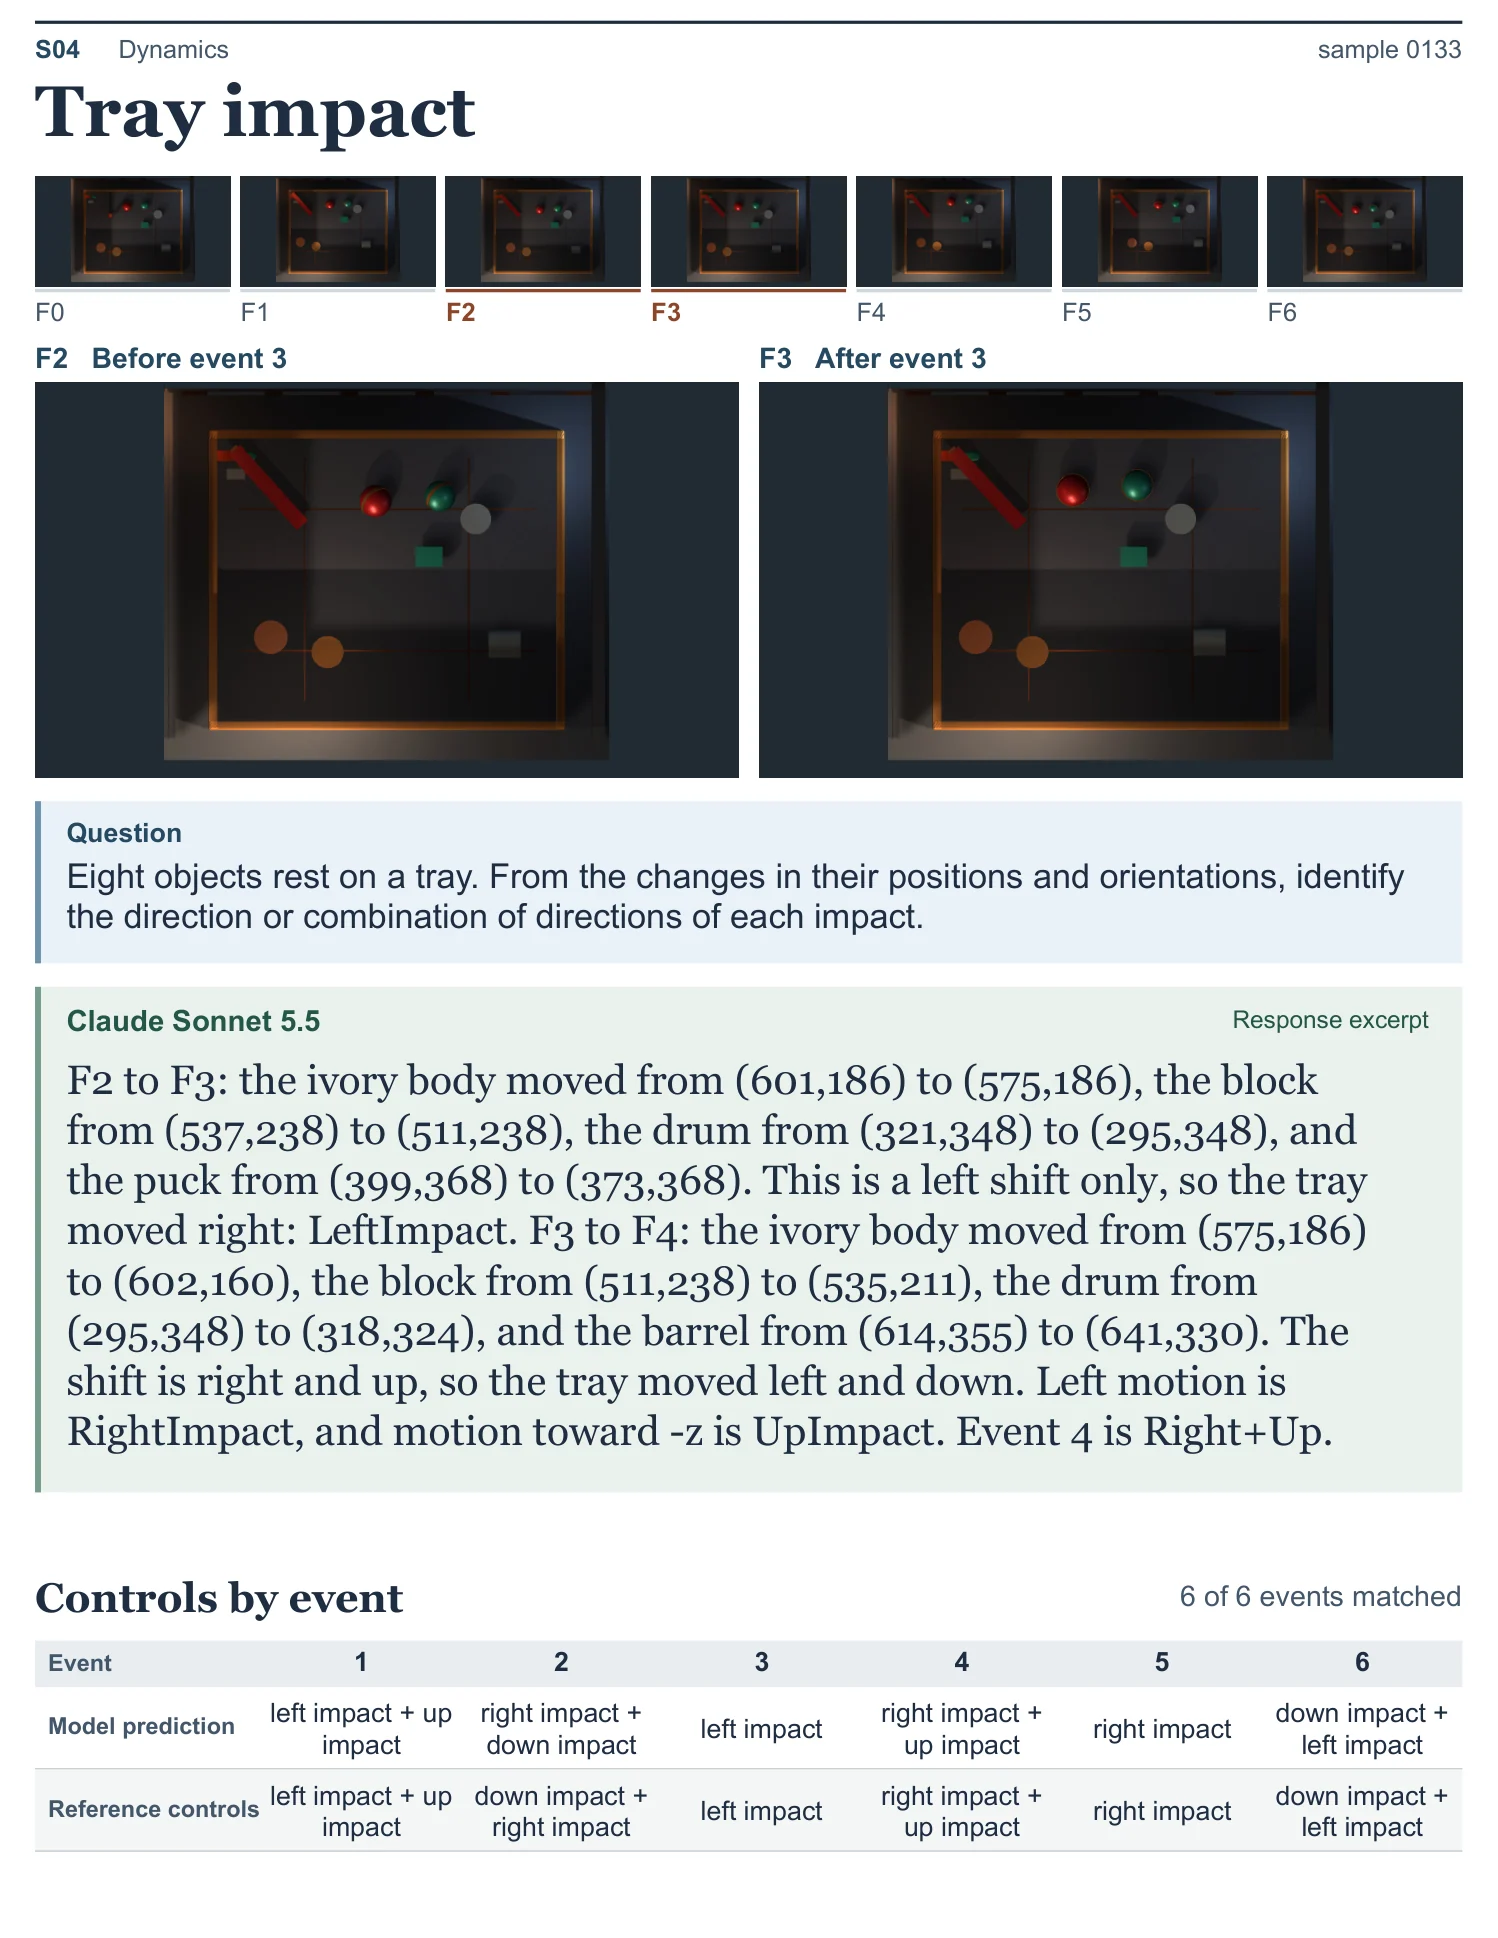 S04 Dynamics sample 0133
Tray impact
F0 F1 F2 F3 F4 F5 F6
F2 Before event 3 F3 After event 3
Question
Eight objects rest on a tray. From the changes in their positions and orientations, identify
the direction or combination of directions of each impact.
Claude Sonnet 5.5 Response excerpt
F2 to F3: the ivory body moved from (601,186) to (575,186), the block
from (537,238) to (511,238), the drum from (321,348) to (295,348), and
the puck from (399,368) to (373,368). This is a left shift only, so the tray
moved right: LeftImpact. F3 to F4: the ivory body moved from (575,186)
to (602,160), the block from (511,238) to (535,211), the drum from
(295,348) to (318,324), and the barrel from (614,355) to (641,330). The
shift is right and up, so the tray moved left and down. Left motion is
RightImpact, and motion toward -z is UpImpact. Event 4 is Right+Up.
Controls by event 6 of 6 events matched
Event 1 2 3 4 5 6
Model prediction left impact + up impact right impact + down impact left impact right impact + up impact right impact down impact + left impact
Reference controls left impact + up impact down impact + right impact left impact right impact + up impact right impact down impact + left impact